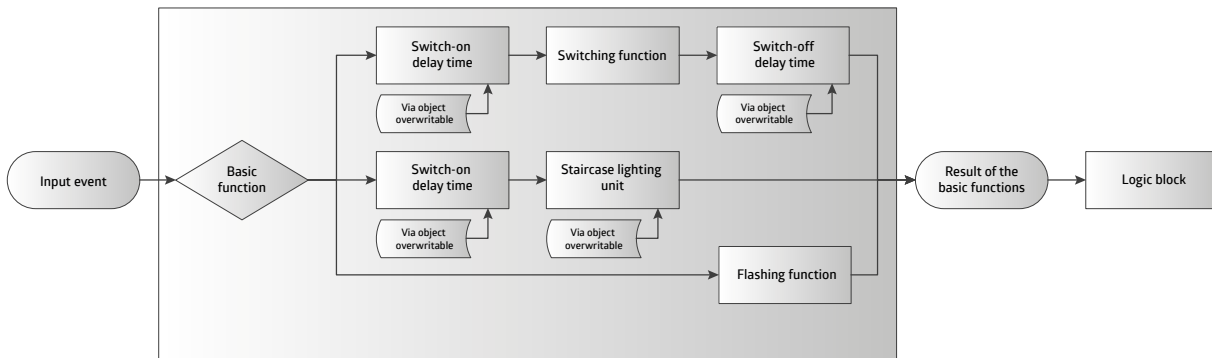 Switch-on
delay time
Switching function
Switch-off
delay time
Via object
overwritable
Via object
overwritable
Input event
Basic
function
Switch-on
delay time
Staircase lighting
unit
Result of the
basic functions
Logic block
Via object
overwritable
Via object
overwritable
Flashing function